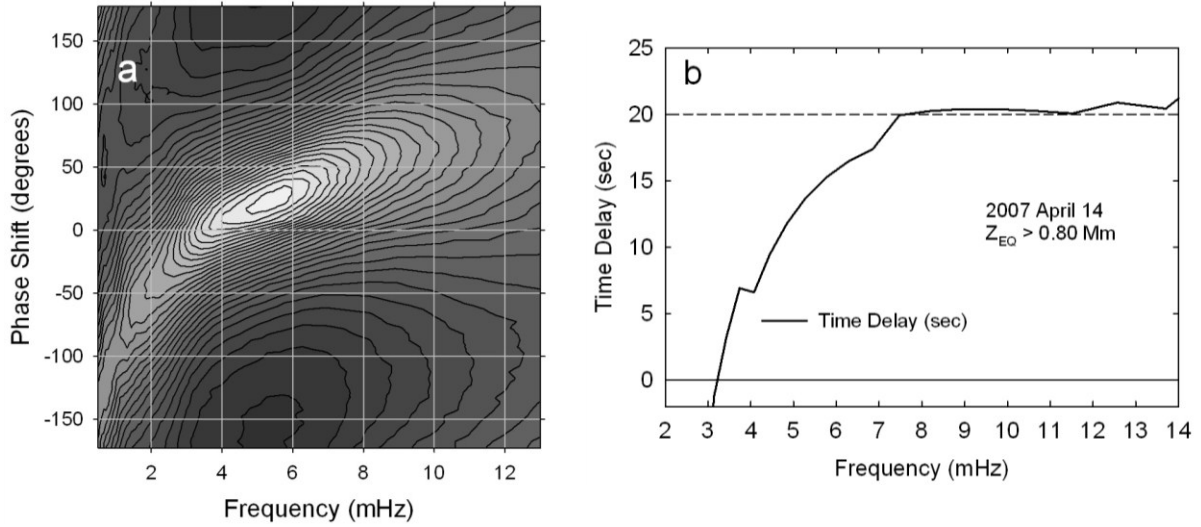 a
150
100
50
0
-50
-100
-150
Phase Shift (degrees)
2 4 6 8 10 12
Frequency (mHz)
b
25
20
15
10
5
0
Time Delay (sec)
2007 April 14
Z_EQ > 0.80 Mm
Time Delay (sec)
2 3 4 5 6 7 8 9 10 11 12 13 14
Frequency (mHz)